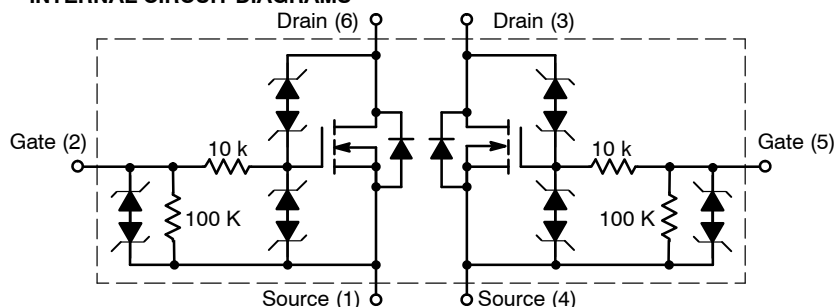 INTERNAL CIRCUIT DIAGRAMS
Drain (6)
Drain (3)
Gate (2)
10 k
10 k
Gate (5)
100 K
100 K
Source (1)
Source (4)